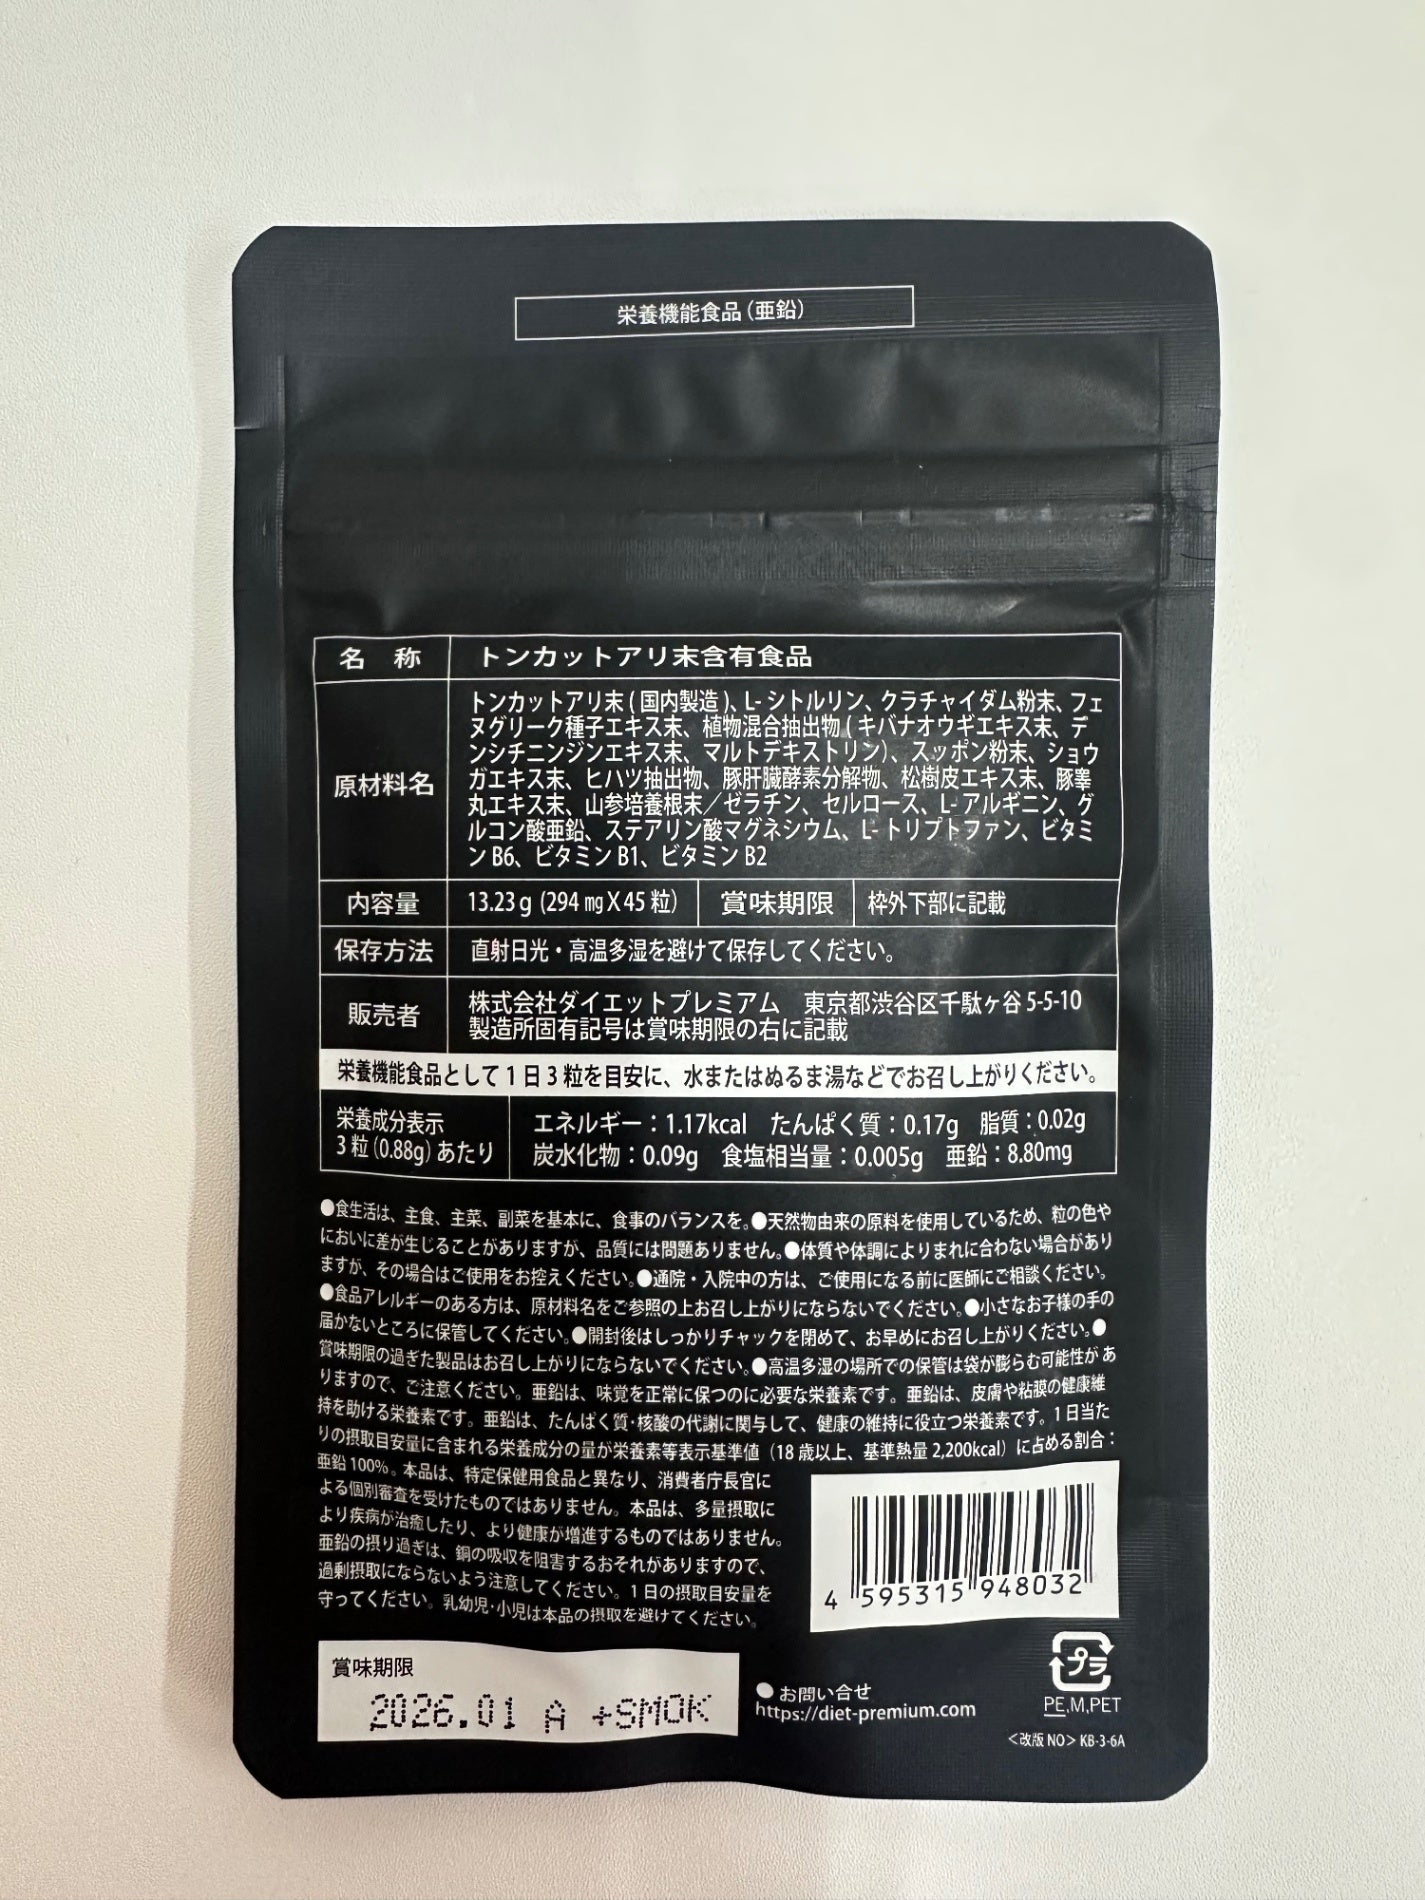 栄養機能食品（亜鉛）
名　称
トンカットアリ末含有食品
原材料名
トンカットアリ末 ( 国内製造 )、L- シトルリン、クラチャイダム粉末、フェ
ヌグリーク種子エキス末、植物混合抽出物 ( キバナオウギエキス末、デ
ンシチニンジンエキス末、マルトデキストリン)、スッポン粉末、ショウ
ガエキス末、ヒハツ抽出物、豚肝臓酵素分解物、松樹皮エキス末、豚睾
丸エキス末、山参培養根末／ゼラチン、セルロース、L- アルギニン、グ
ルコン酸亜鉛、ステアリン酸マグネシウム、L- トリプトファン、ビタミ
ン B6、ビタミン B1、ビタミン B2
内容量
13.23 g (294 ㎎ X 45 粒)
賞味期限
枠外下部に記載
保存方法
直射日光・高温多湿を避けて保存してください。
販売者
株式会社ダイエットプレミアム　東京都渋谷区千駄ヶ谷 5-5-10
製造所固有記号は賞味期限の右に記載
栄養機能食品として 1 日 3 粒を目安に、水またはぬるま湯などでお召し上がりください。
栄養成分表示
3 粒 (0.88g) あたり
エネルギー：1.17kcal　たんぱく質：0.17g　脂質：0.02g
炭水化物：0.09g　食塩相当量：0.005g　亜鉛：8.80mg
●食生活は、主食、主菜、副菜を基本に、食事のバランスを。●天然物由来の原料を使用しているため、粒の色や
においに差が生じることがありますが、品質には問題ありません。●体質や体調によりまれに合わない場合があり
ますが、その場合はご使用をお控えください。●通院・入院中の方は、ご使用になる前に医師にご相談ください。
●食品アレルギーのある方は、原材料名をご参照の上お召し上がりにならないでください。●小さなお子様の手の
届かないところに保管してください。●開封後はしっかりチャックを閉めて、お早めにお召し上がりください。●
賞味期限の過ぎた製品はお召し上がりにならないでください。●高温多湿の場所での保管は袋が膨らむ可能性があ
りますので、ご注意ください。亜鉛は、味覚を正常に保つのに必要な栄養素です。亜鉛は、皮膚や粘膜の健康維
持を助ける栄養素です。亜鉛は、たんぱく質・核酸の代謝に関与して、健康の維持に役立つ栄養素です。1 日当た
りの摂取目安量に含まれる栄養成分の量が栄養素等表示基準値（18 歳以上、基準熱量 2,200kcal）に占める割合：
亜鉛 100%。本品は、特定保健用食品と異なり、消費者庁長官に
よる個別審査を受けたものではありません。本品は、多量摂取に
より疾病が治癒したり、より健康が増進するものではありません。
亜鉛の摂り過ぎは、銅の吸収を阻害するおそれがありますので、
過剰摂取にならないよう注意してください。1 日の摂取目安量を
守ってください。乳幼児・小児は本品の摂取を避けてください。
4 595315 948032
賞味期限
2026.01 A +SMOK
●お問い合せ
https://diet-premium.com
プラ
PE,M,PET
＜改版 NO＞ KB-3-6A